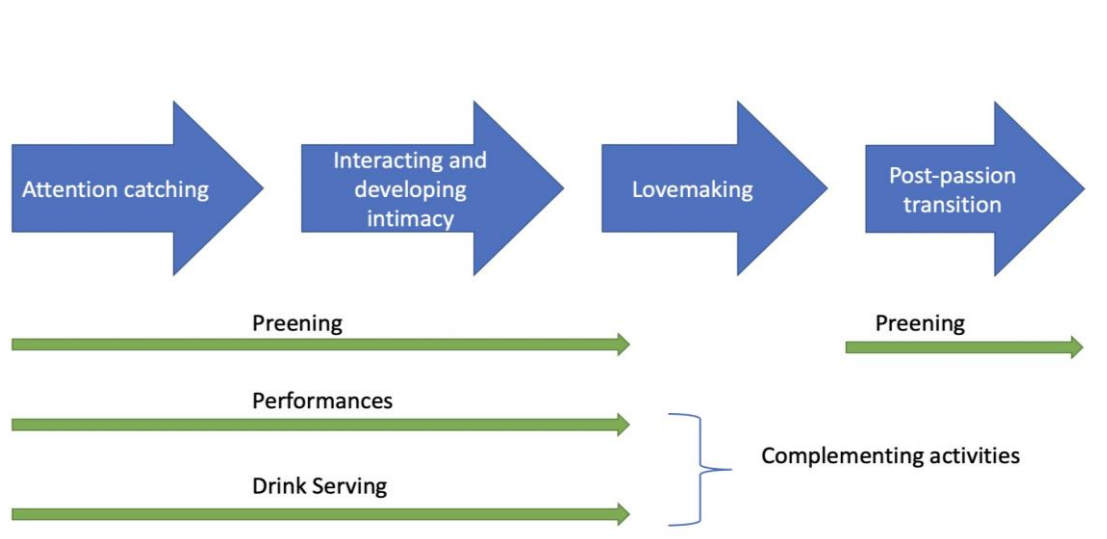 Attention catching
Interacting and
developing
intimacy
Lovemaking
Post-passion
transition
Preening
Preening
Performances
Complementing activities
Drink Serving